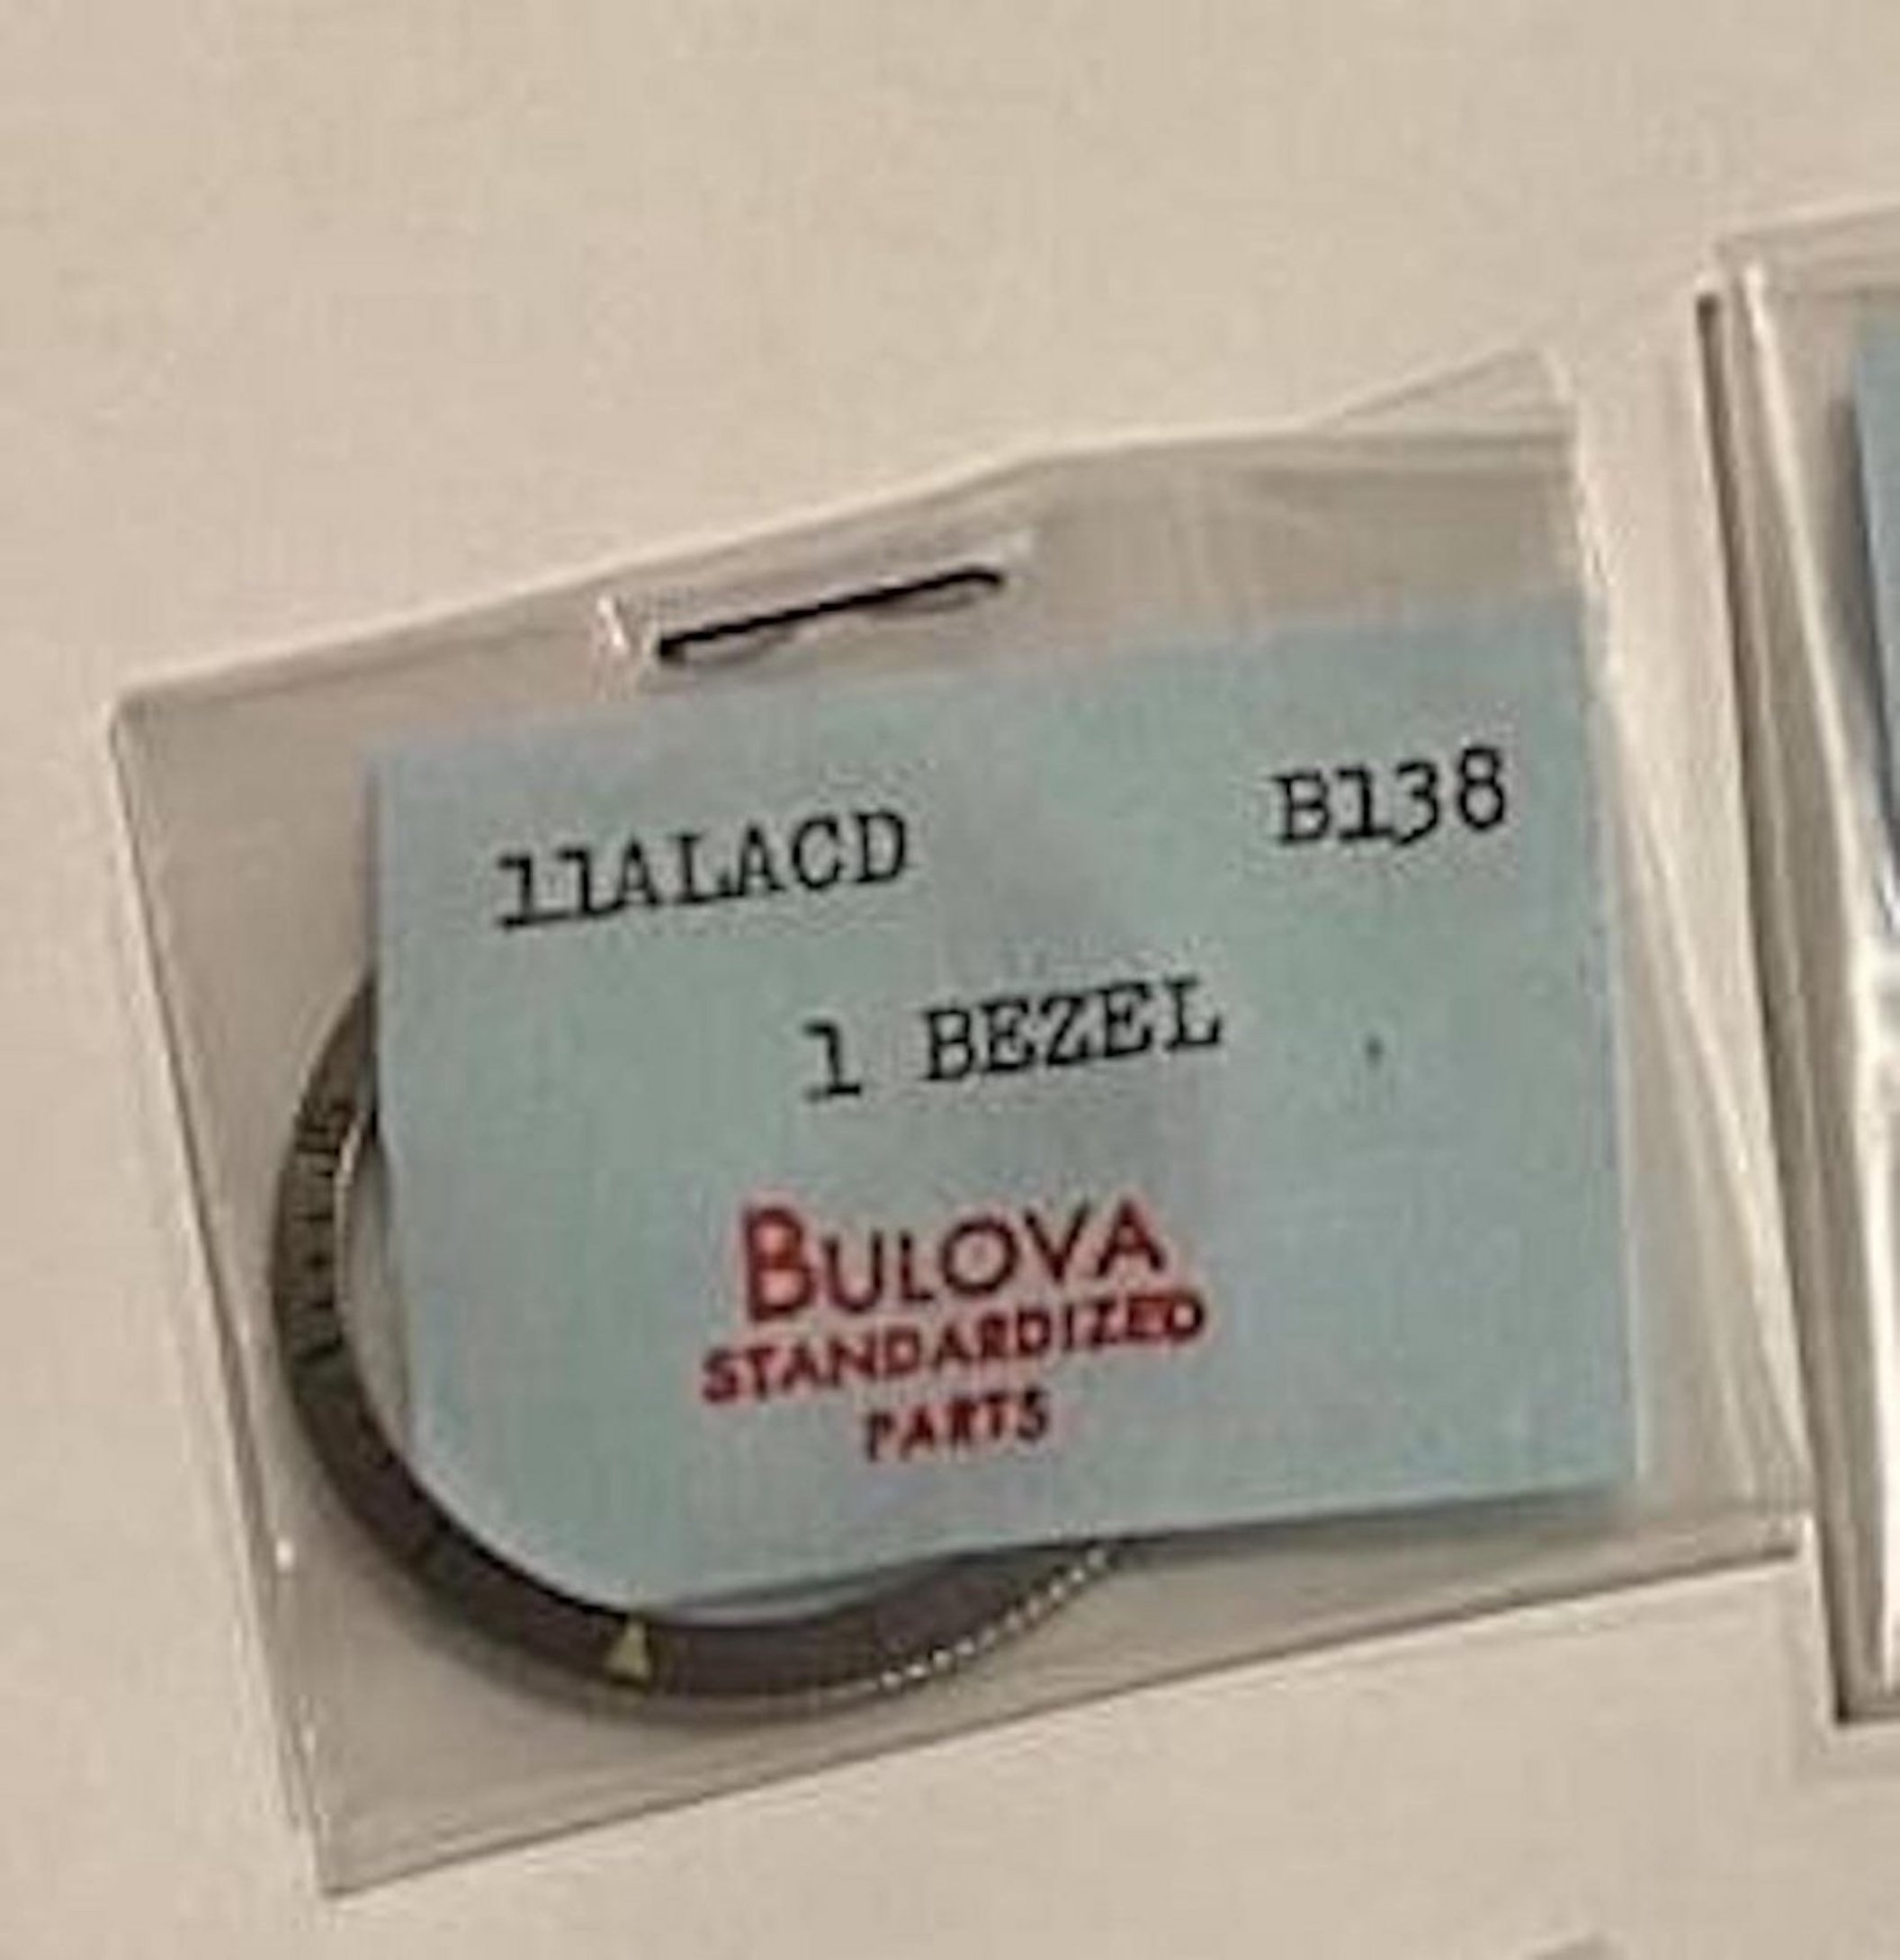 11ALACD B138
1 BEZEL
BULOVA
STANDARDIZED
PARTS